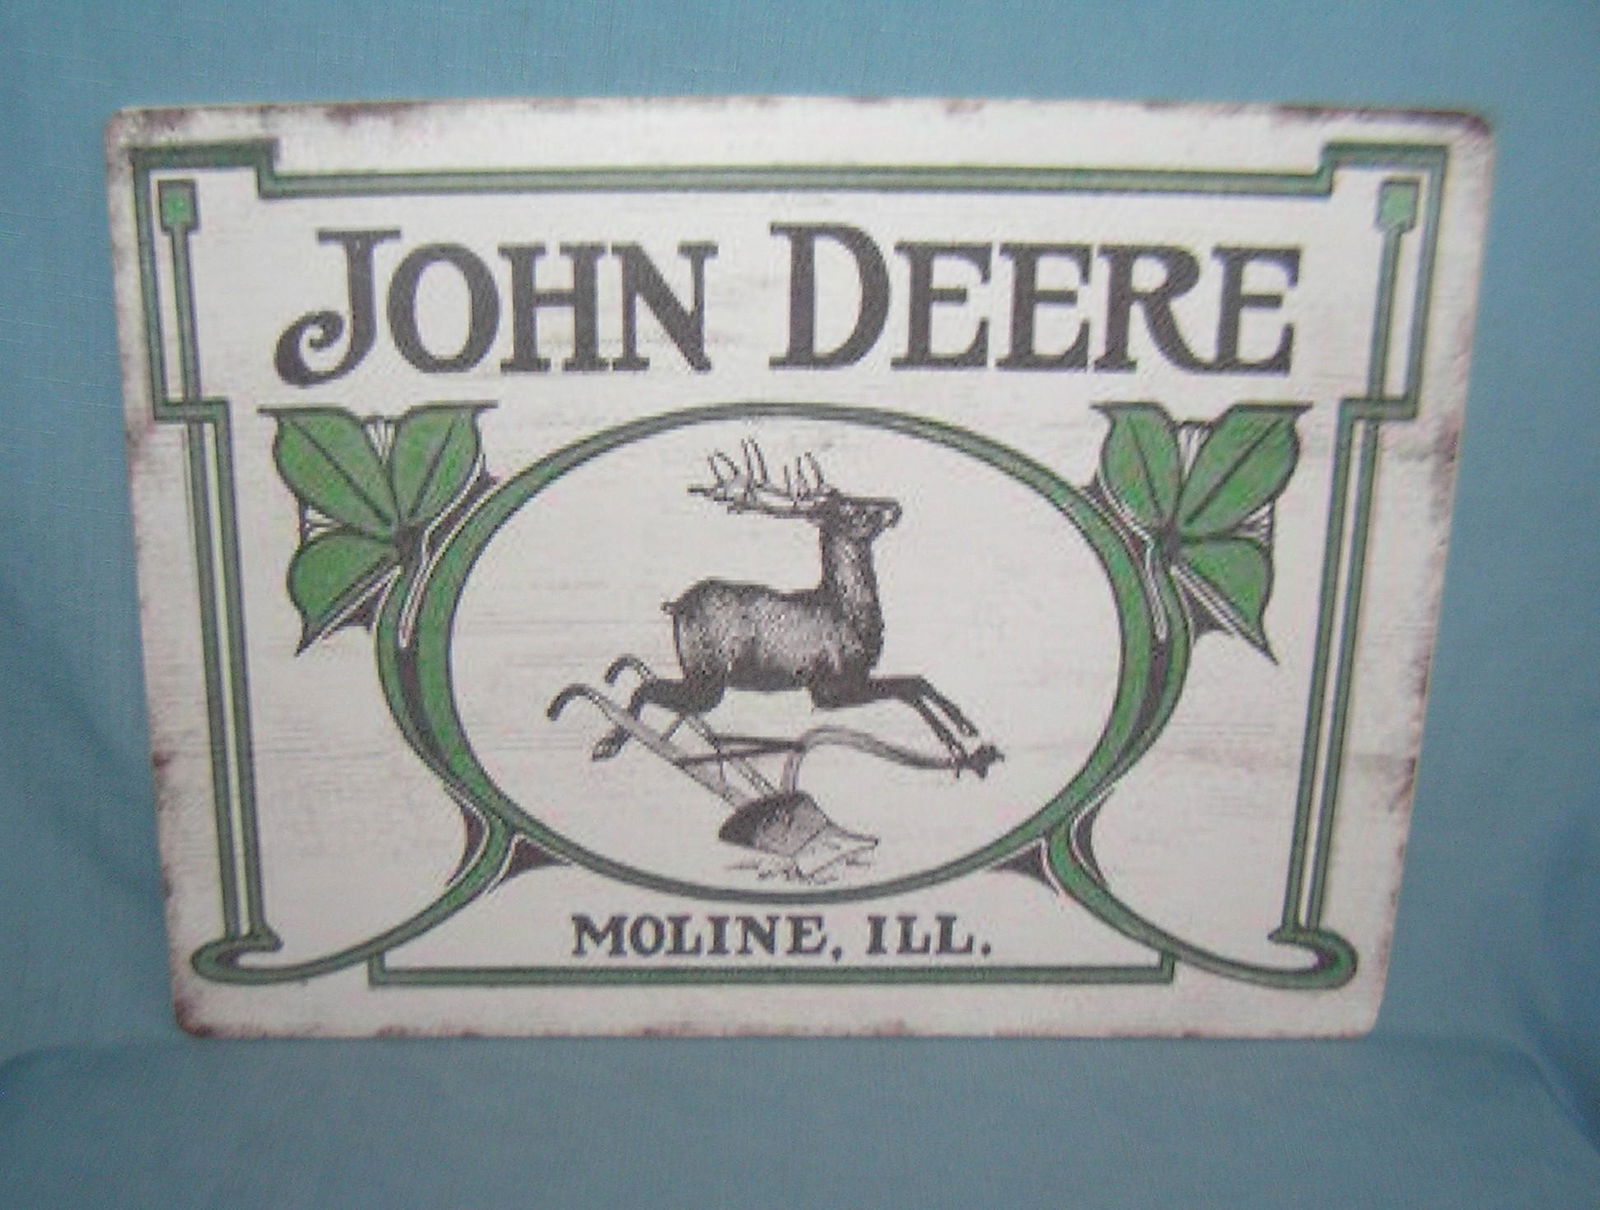 JOHN DEERE
MOLINE, ILL.